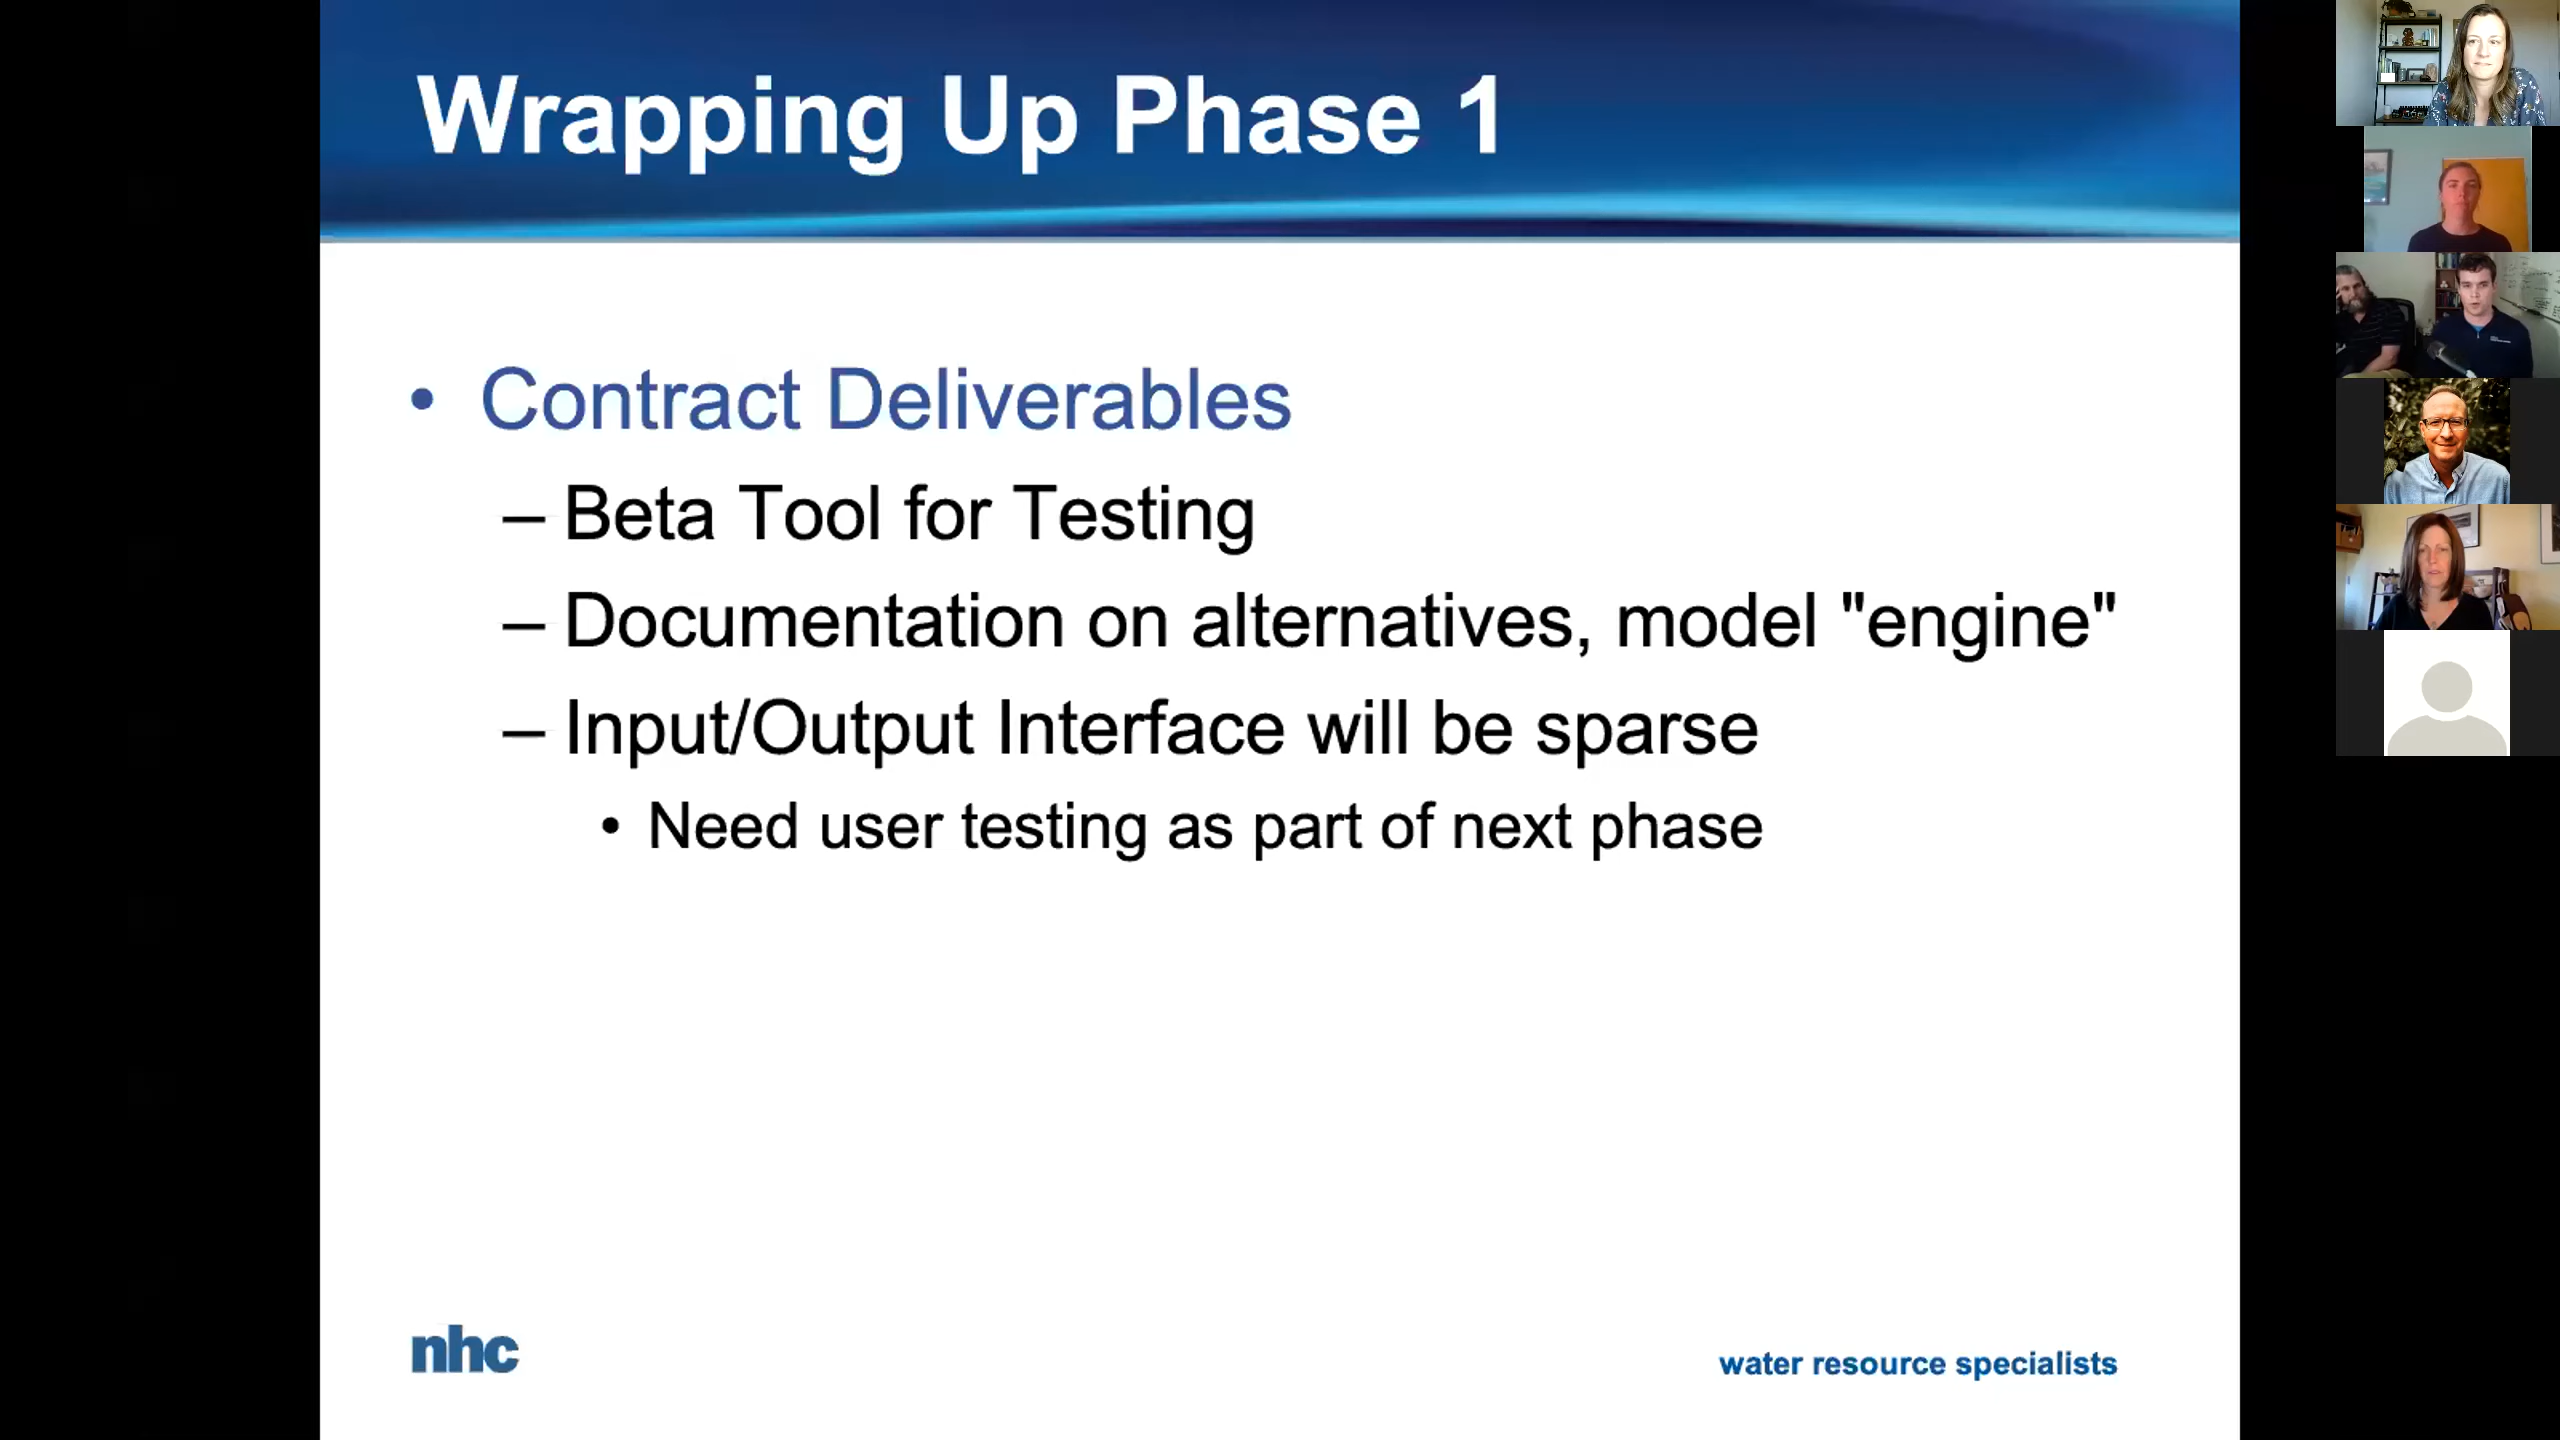 Wrapping Up Phase 1
• Contract Deliverables
– Beta Tool for Testing
– Documentation on alternatives, model "engine"
– Input/Output Interface will be sparse
• Need user testing as part of next phase
nhc
water resource specialists